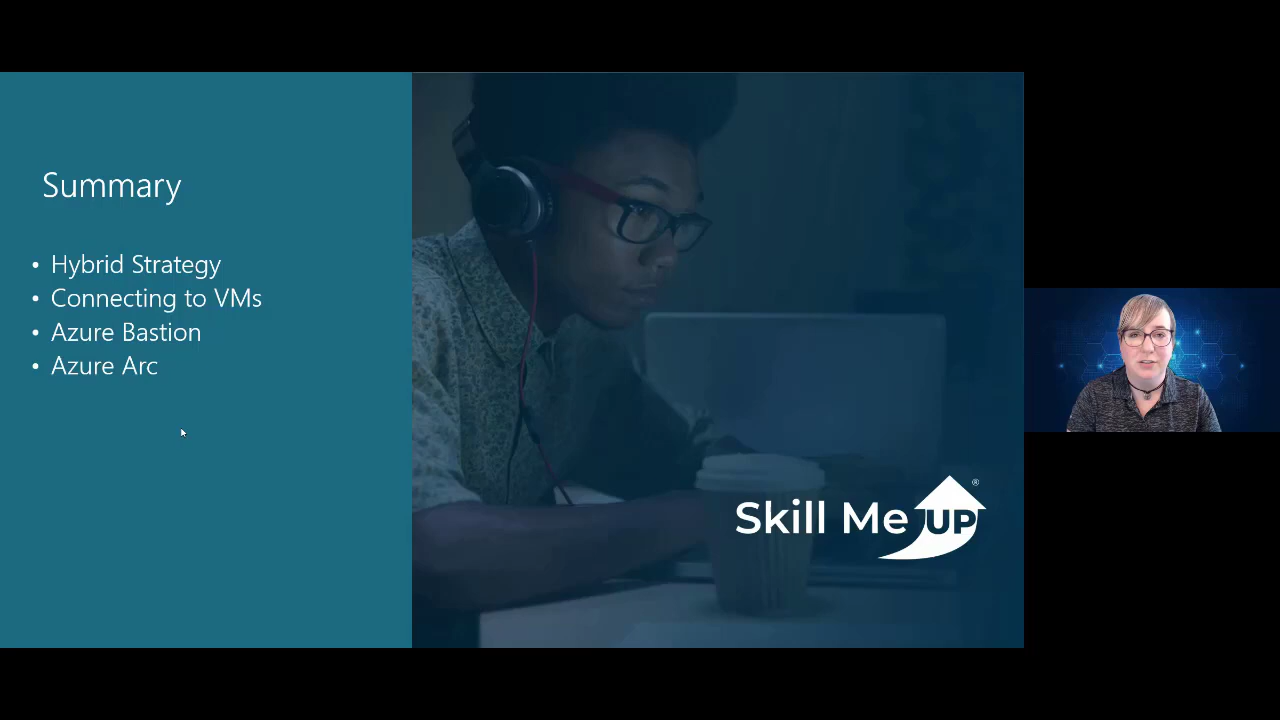 Summary
• Hybrid Strategy
• Connecting to VMs
• Azure Bastion
• Azure Arc
Skill Me UP®